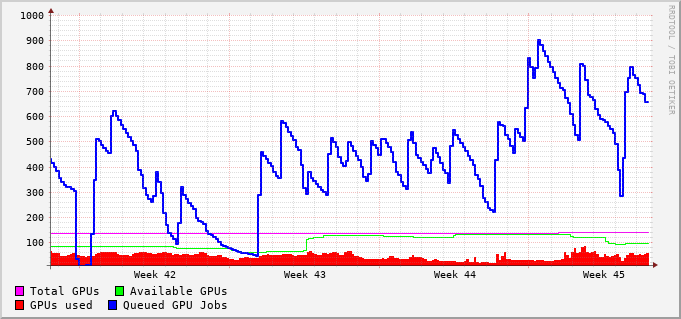 1000
900
800
700
600
500
400
300
200
100
Week 42 Week 43 Week 44 Week 45
Total GPUs Available GPUs
GPUs used Queued GPU Jobs
RRDTOOL / TOBI OETIKER